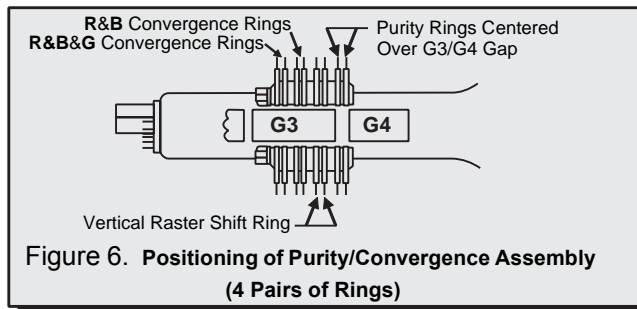 R&B Convergence Rings
R&B&G Convergence Rings
Purity Rings Centered
Over G3/G4 Gap
G3
G4
Vertical Raster Shift Ring
Figure 6. Positioning of Purity/Convergence Assembly
(4 Pairs of Rings)